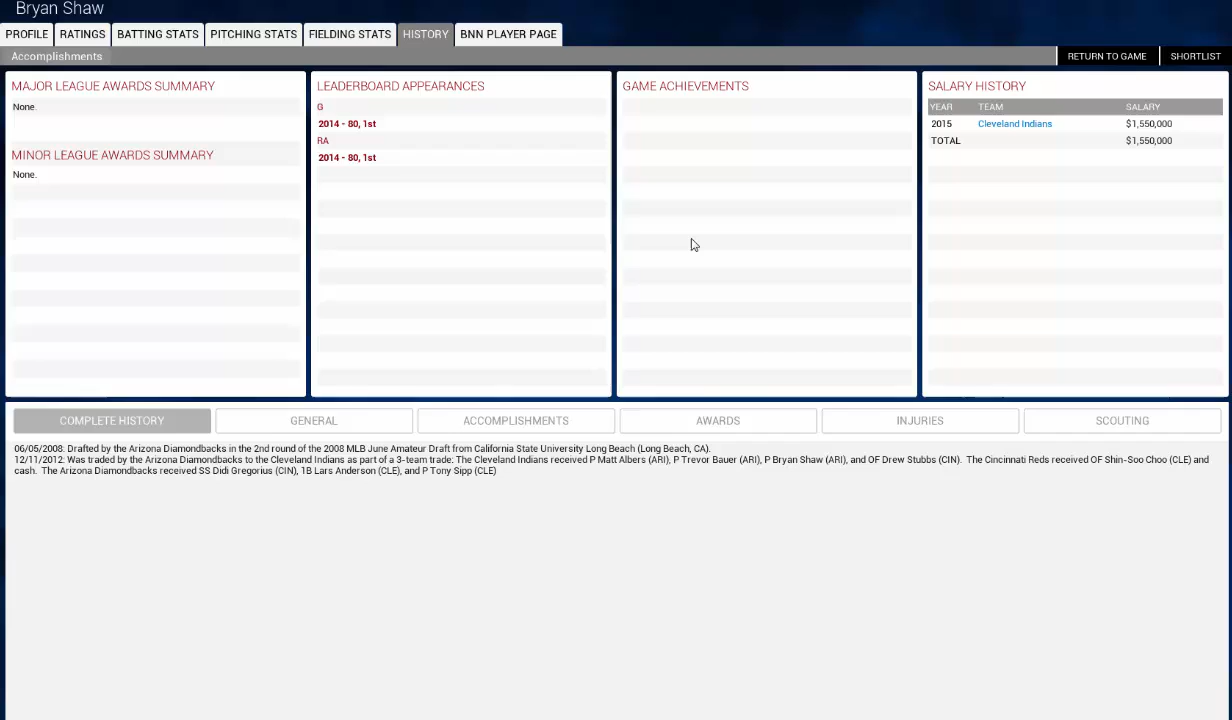 Bryan Shaw
PROFILE RATINGS BATTING STATS PITCHING STATS FIELDING STATS HISTORY BNN PLAYER PAGE
Accomplishments RETURN TO GAME SHORTLIST
MAJOR LEAGUE AWARDS SUMMARY
None.
MINOR LEAGUE AWARDS SUMMARY
None.
LEADERBOARD APPEARANCES
G
2014 - 80, 1st
RA
2014 - 80, 1st
GAME ACHIEVEMENTS
SALARY HISTORY
YEAR TEAM SALARY
2015 Cleveland Indians $1,550,000
TOTAL $1,550,000
COMPLETE HISTORY GENERAL ACCOMPLISHMENTS AWARDS INJURIES SCOUTING
06/05/2008: Drafted by the Arizona Diamondbacks in the 2nd round of the 2008 MLB June Amateur Draft from California State University Long Beach (Long Beach, CA).
12/11/2012: Was traded by the Arizona Diamondbacks to the Cleveland Indians as part of a 3-team trade: The Cleveland Indians received P Matt Albers (ARI), P Trevor Bauer (ARI), P Bryan Shaw (ARI), and OF Drew Stubbs (CIN). The Cincinnati Reds received OF Shin-Soo Choo (CLE) and
cash. The Arizona Diamondbacks received SS Didi Gregorius (CIN), 1B Lars Anderson (CLE), and P Tony Sipp (CLE)